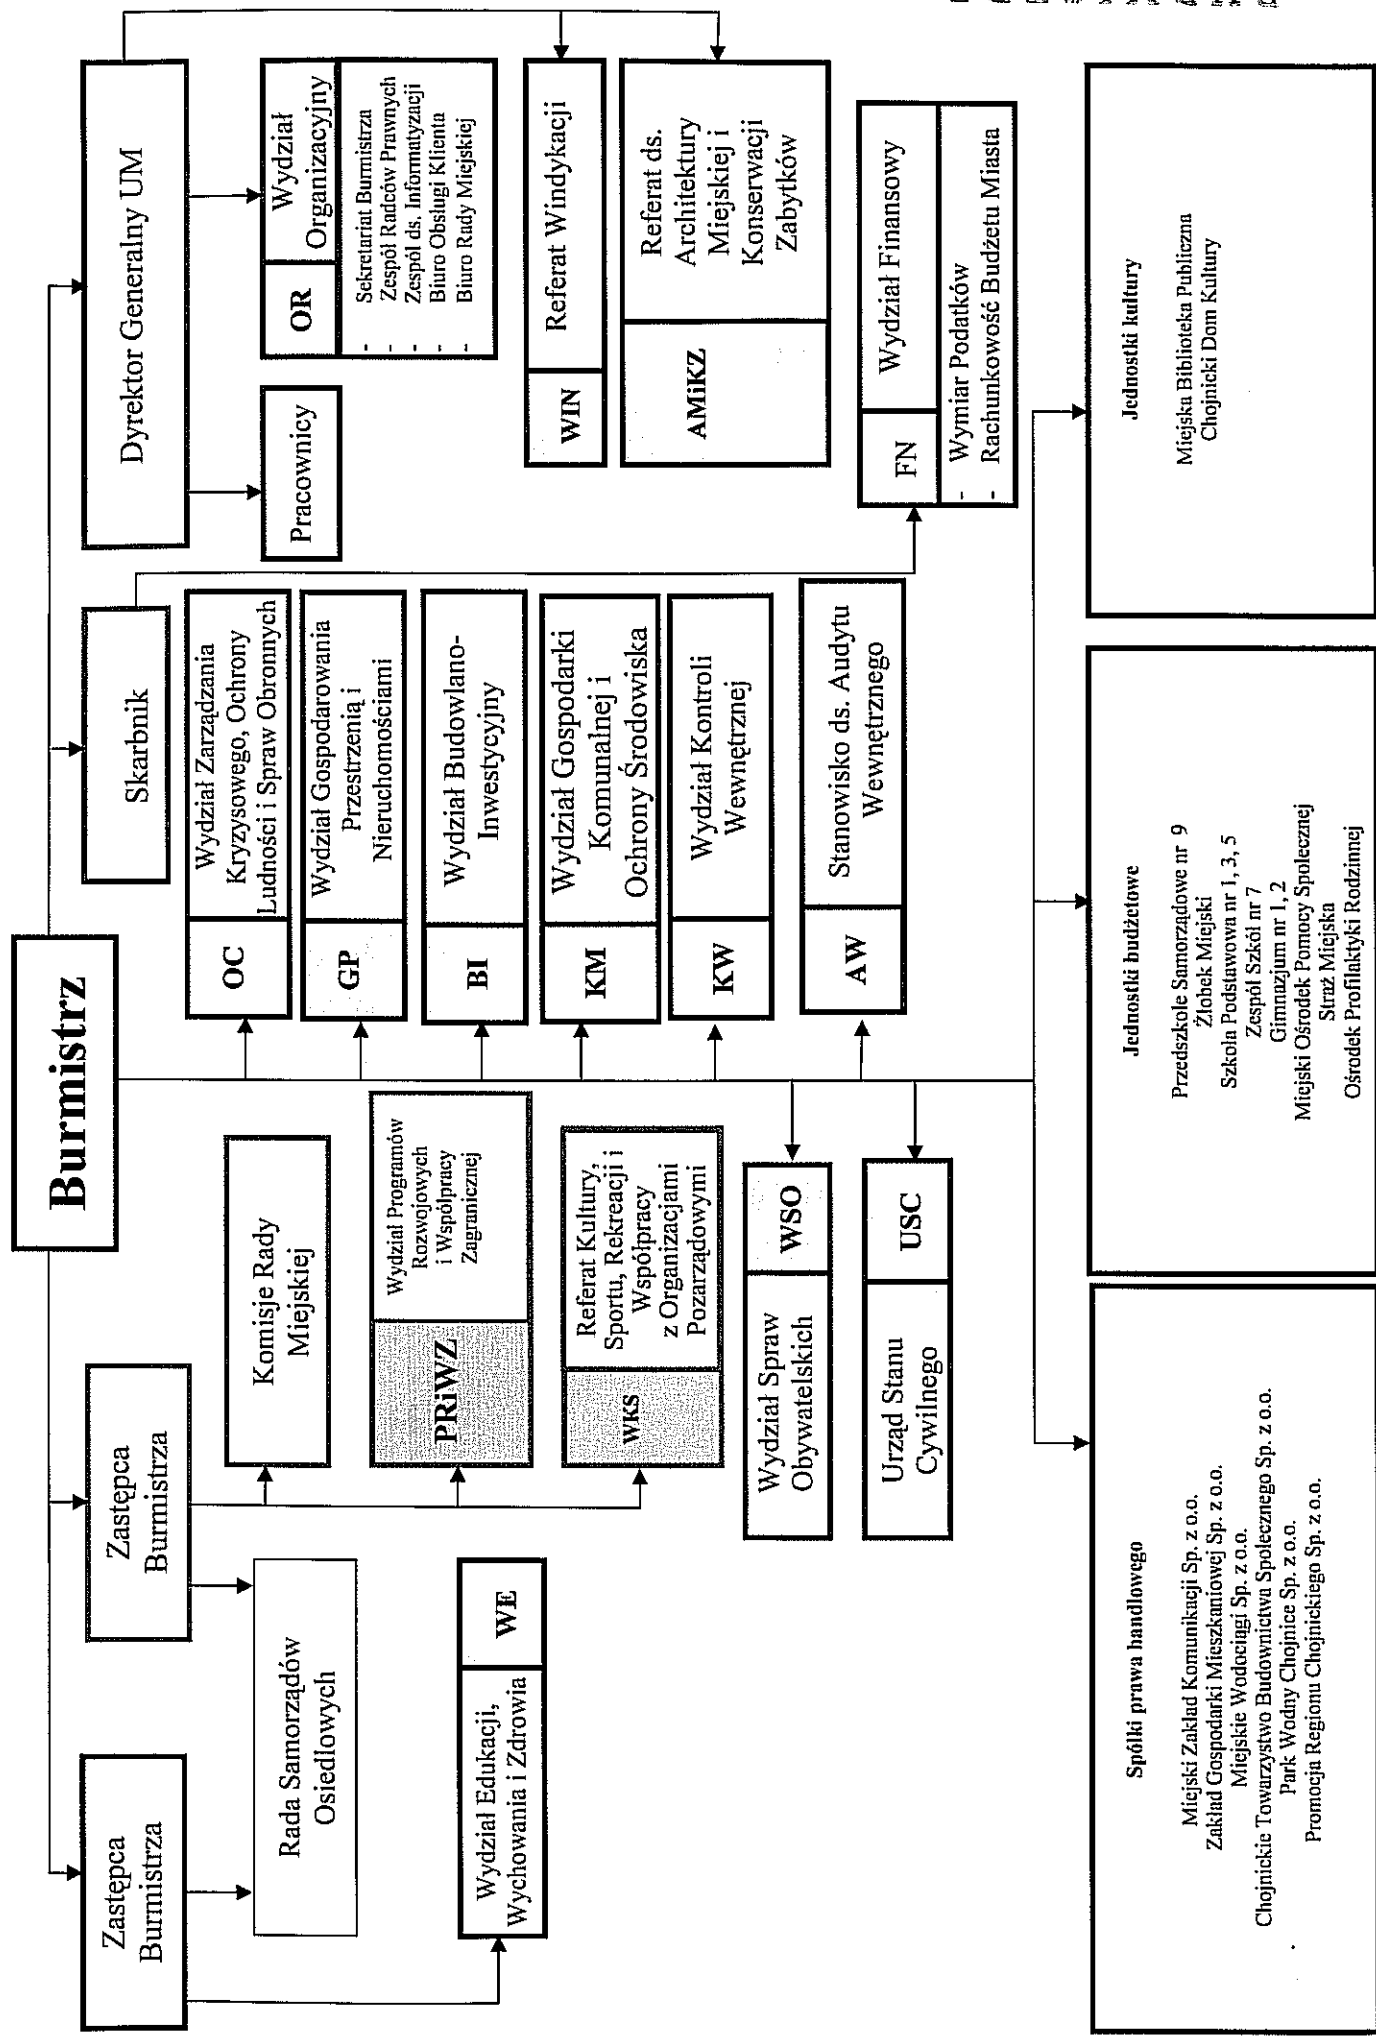 Burmistrz
Zastępca
Burmistrza
Zastępca
Burmistrza
Skarbnik
Dyrektor Generalny UM
Rada Samorządów
Osiedlowych
Komisje Rady
Miejskiej
Wydział Edukacji,
Wychowania i Zdrowia
WE
PRiWZ
Wydział Programów
Rozwojowych
i Współpracy
Zagranicznej
WKS
Referat Kultury,
Sportu, Rekreacji i
Współpracy
z Organizacjami
Pozarządowymi
Wydział Spraw
Obywatelskich
WSO
Urząd Stanu
Cywilnego
USC
OC
Wydział Zarządzania
Kryzysowego, Ochrony
Ludności i Spraw Obronnych
GP
Wydział Gospodarowania
Przestrzenią i
Nieruchomościami
BI
Wydział Budowlano-
Inwestycyjny
KM
Wydział Gospodarki
Komunalnej i
Ochrony Środowiska
KW
Wydział Kontroli
Wewnętrznej
AW
Stanowisko ds. Audytu
Wewnętrznego
Pracownicy
OR
Wydział
Organizacyjny
- Sekretariat Burmistrza
- Zespół Radców Prawnych
- Zespól ds. Informatyzacji
- Biuro Obsługi Klienta
- Biuro Rady Miejskiej
WIN
Referat Windykacji
AMiKZ
Referat ds.
Architektury
Miejskiej i
Konserwacji
Zabytków
FN
Wydział Finansowy
- Wymiar Podatków
- Rachunkowość Budżetu Miasta
Spółki prawa handlowego
Miejski Zakład Komunikacji Sp. z o.o.
Zakład Gospodarki Mieszkaniowej Sp. z o.o.
Miejskie Wodociągi Sp. z o.o.
Chojnickie Towarzystwo Budownictwa Społecznego Sp. z o.o.
Park Wodny Chojnice Sp. z o.o.
Promocja Regionu Chojnickiego Sp. z o.o.
Jednostki budżetowe
Przedszkole Samorządowe nr 9
Żłobek Miejski
Szkoła Podstawowa nr 1, 3, 5
Zespół Szkół nr 7
Gimnazjum nr 1, 2
Miejski Ośrodek Pomocy Społecznej
Straż Miejska
Ośrodek Profilaktyki Rodzinnej
Jednostki kultury
Miejska Biblioteka Publiczna
Chojnicki Dom Kultury